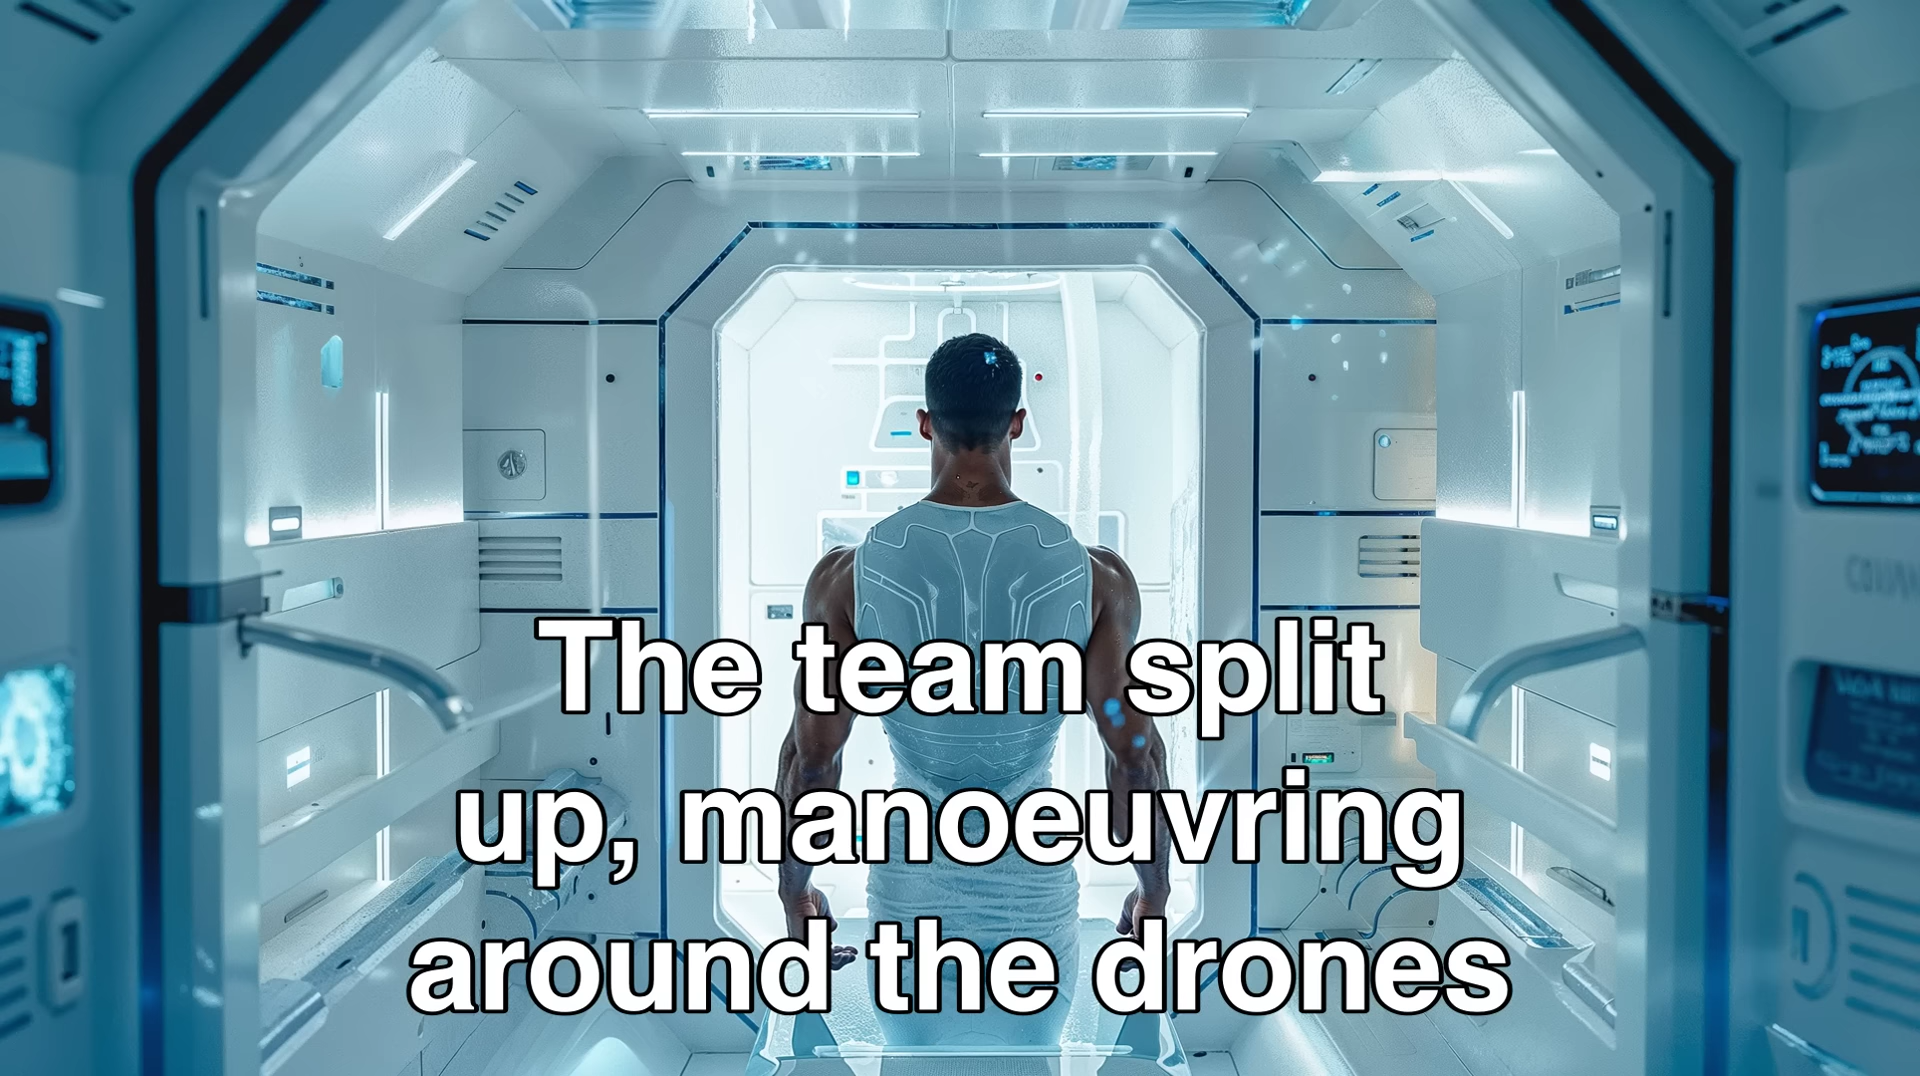 The team split
up, manoeuvring
around the drones